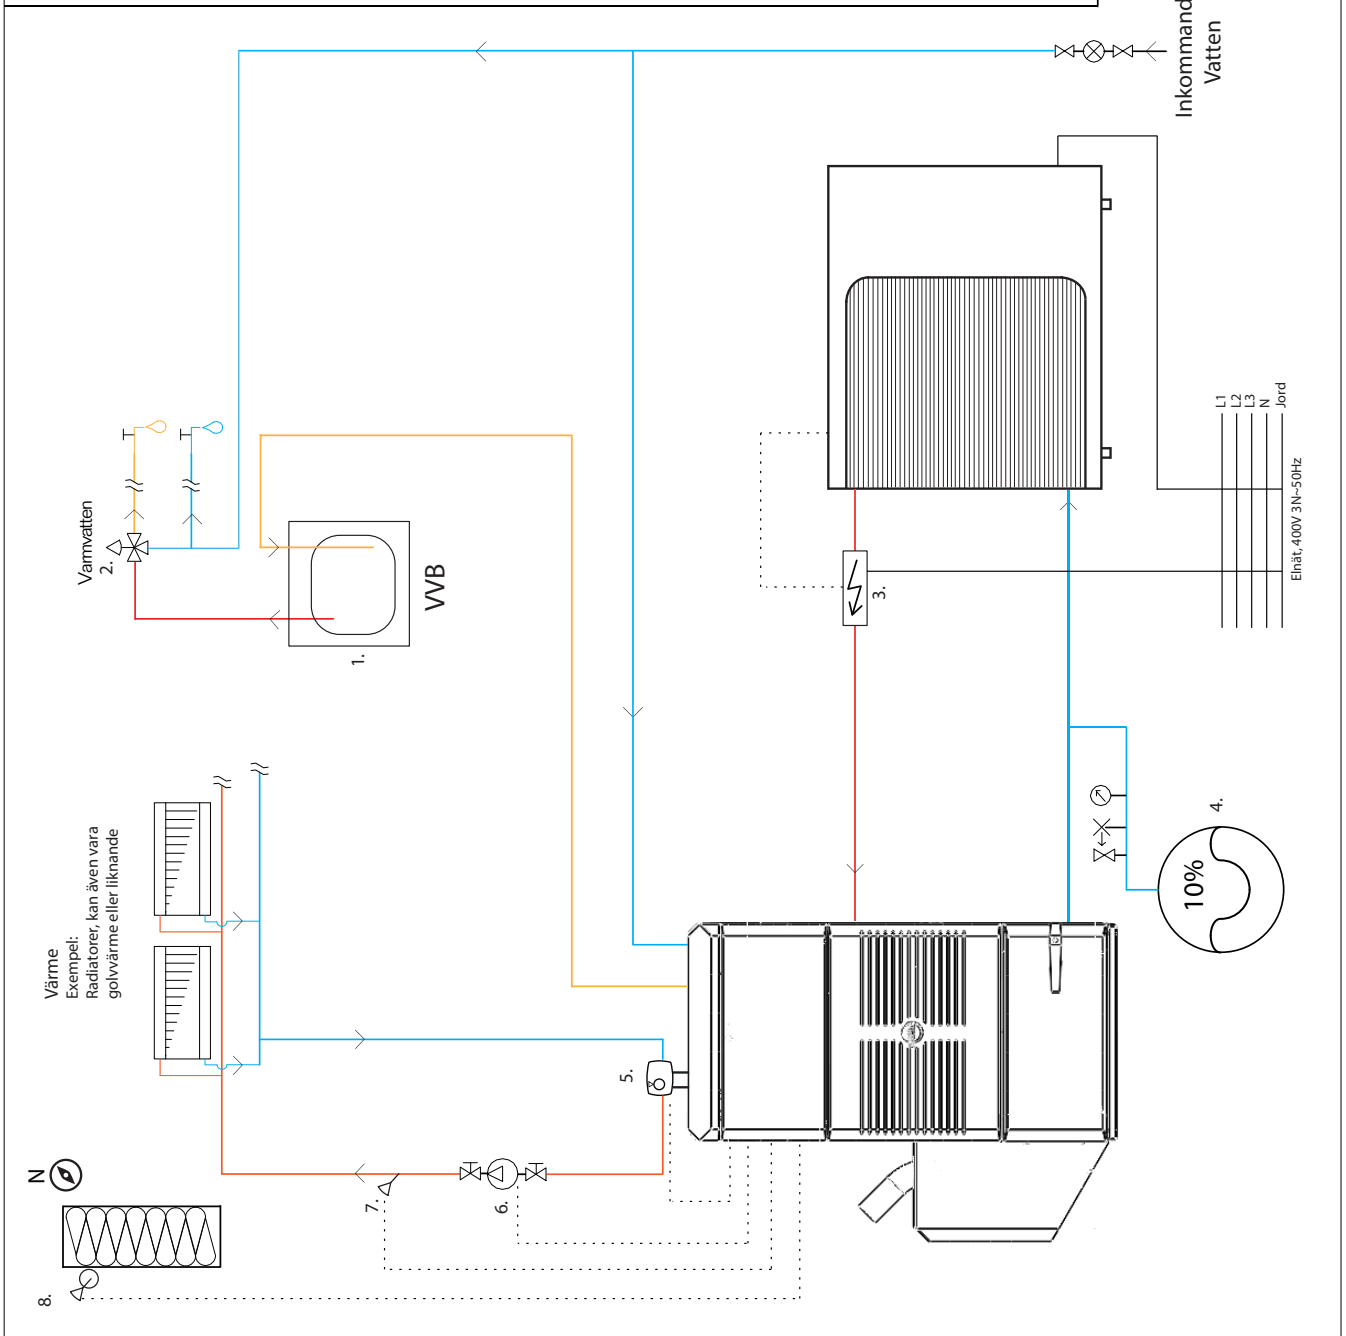 Inkommand
Vatten
Varmvatten
2.
VVB
1.
3.
L1
L2
L3
N
Jord
Elnät, 400V 3N~50Hz
Värme
Exempel:
Radiatorer, kan även vara
golvvärme eller liknande
4.
10%
5.
6.
7.
N
8.